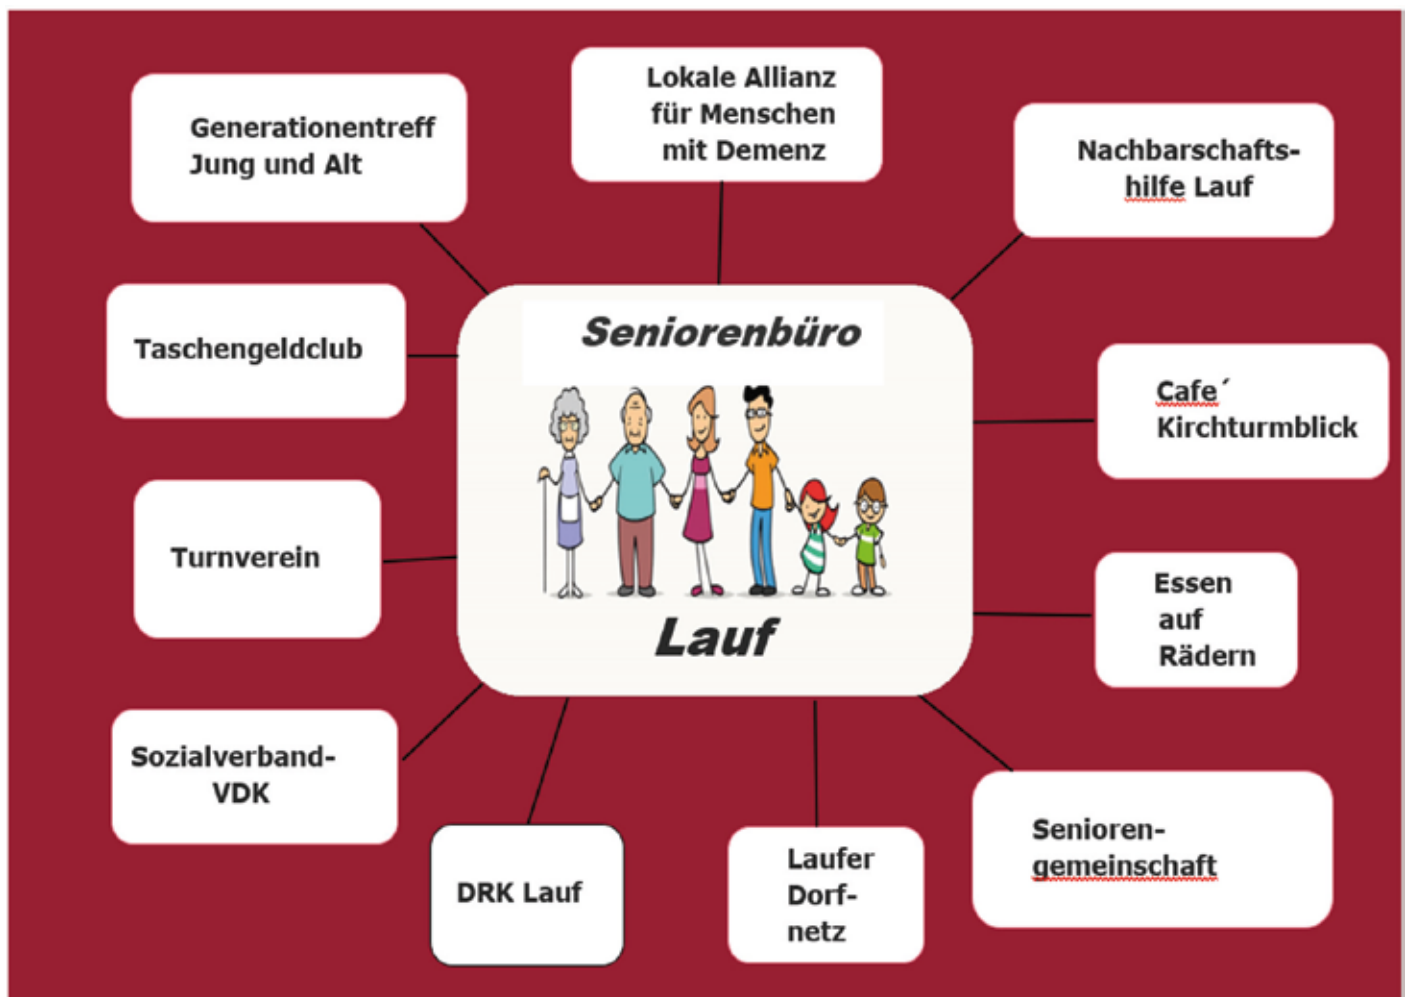 Lokale Allianz
für Menschen
mit Demenz
Generationentreff
Jung und Alt
Nachbarschafts-
hilfe Lauf
Seniorenbüro
Lauf
Taschengeldclub
Cafe´
Kirchturmblick
Turnverein
Essen
auf
Rädern
Sozialverband-
VDK
DRK Lauf
Laufer
Dorf-
netz
Senioren-
gemeinschaft